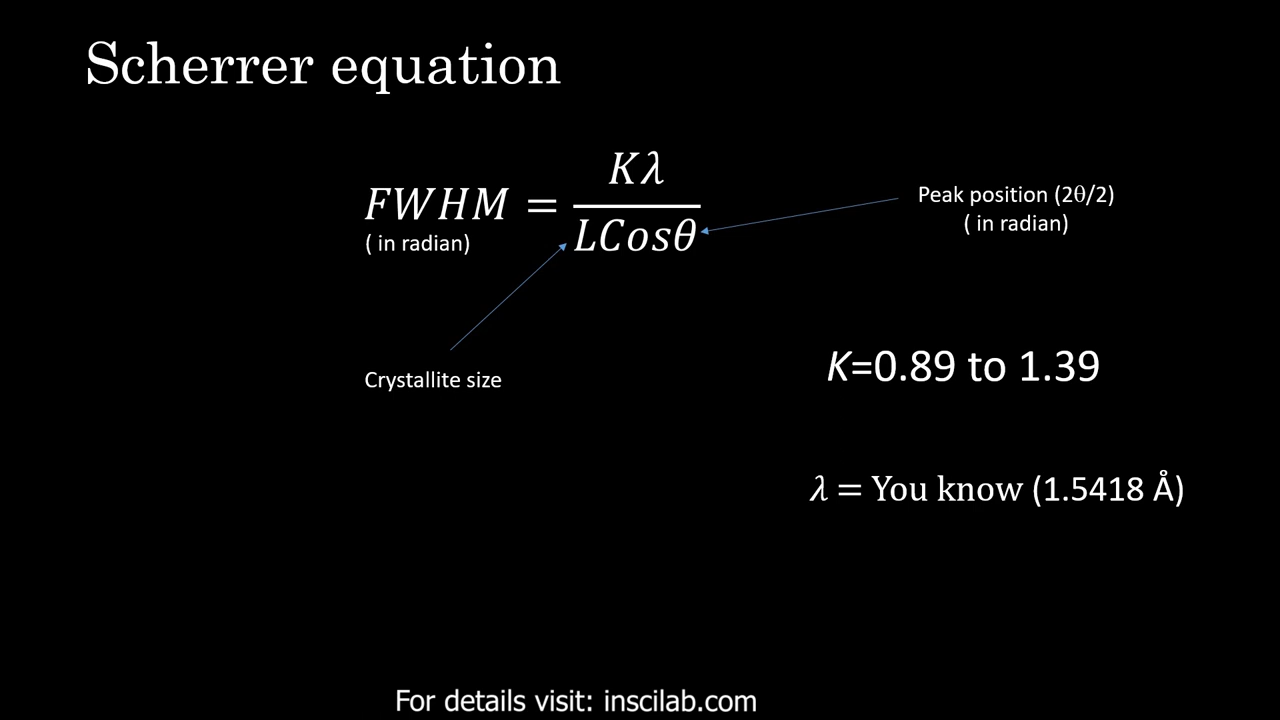 Scherrer equation
FWHM = Kλ / LCosθ
( in radian)
Peak position (2θ/2)
( in radian)
Crystallite size
K=0.89 to 1.39
λ = You know (1.5418 Å)
For details visit: inscilab.com